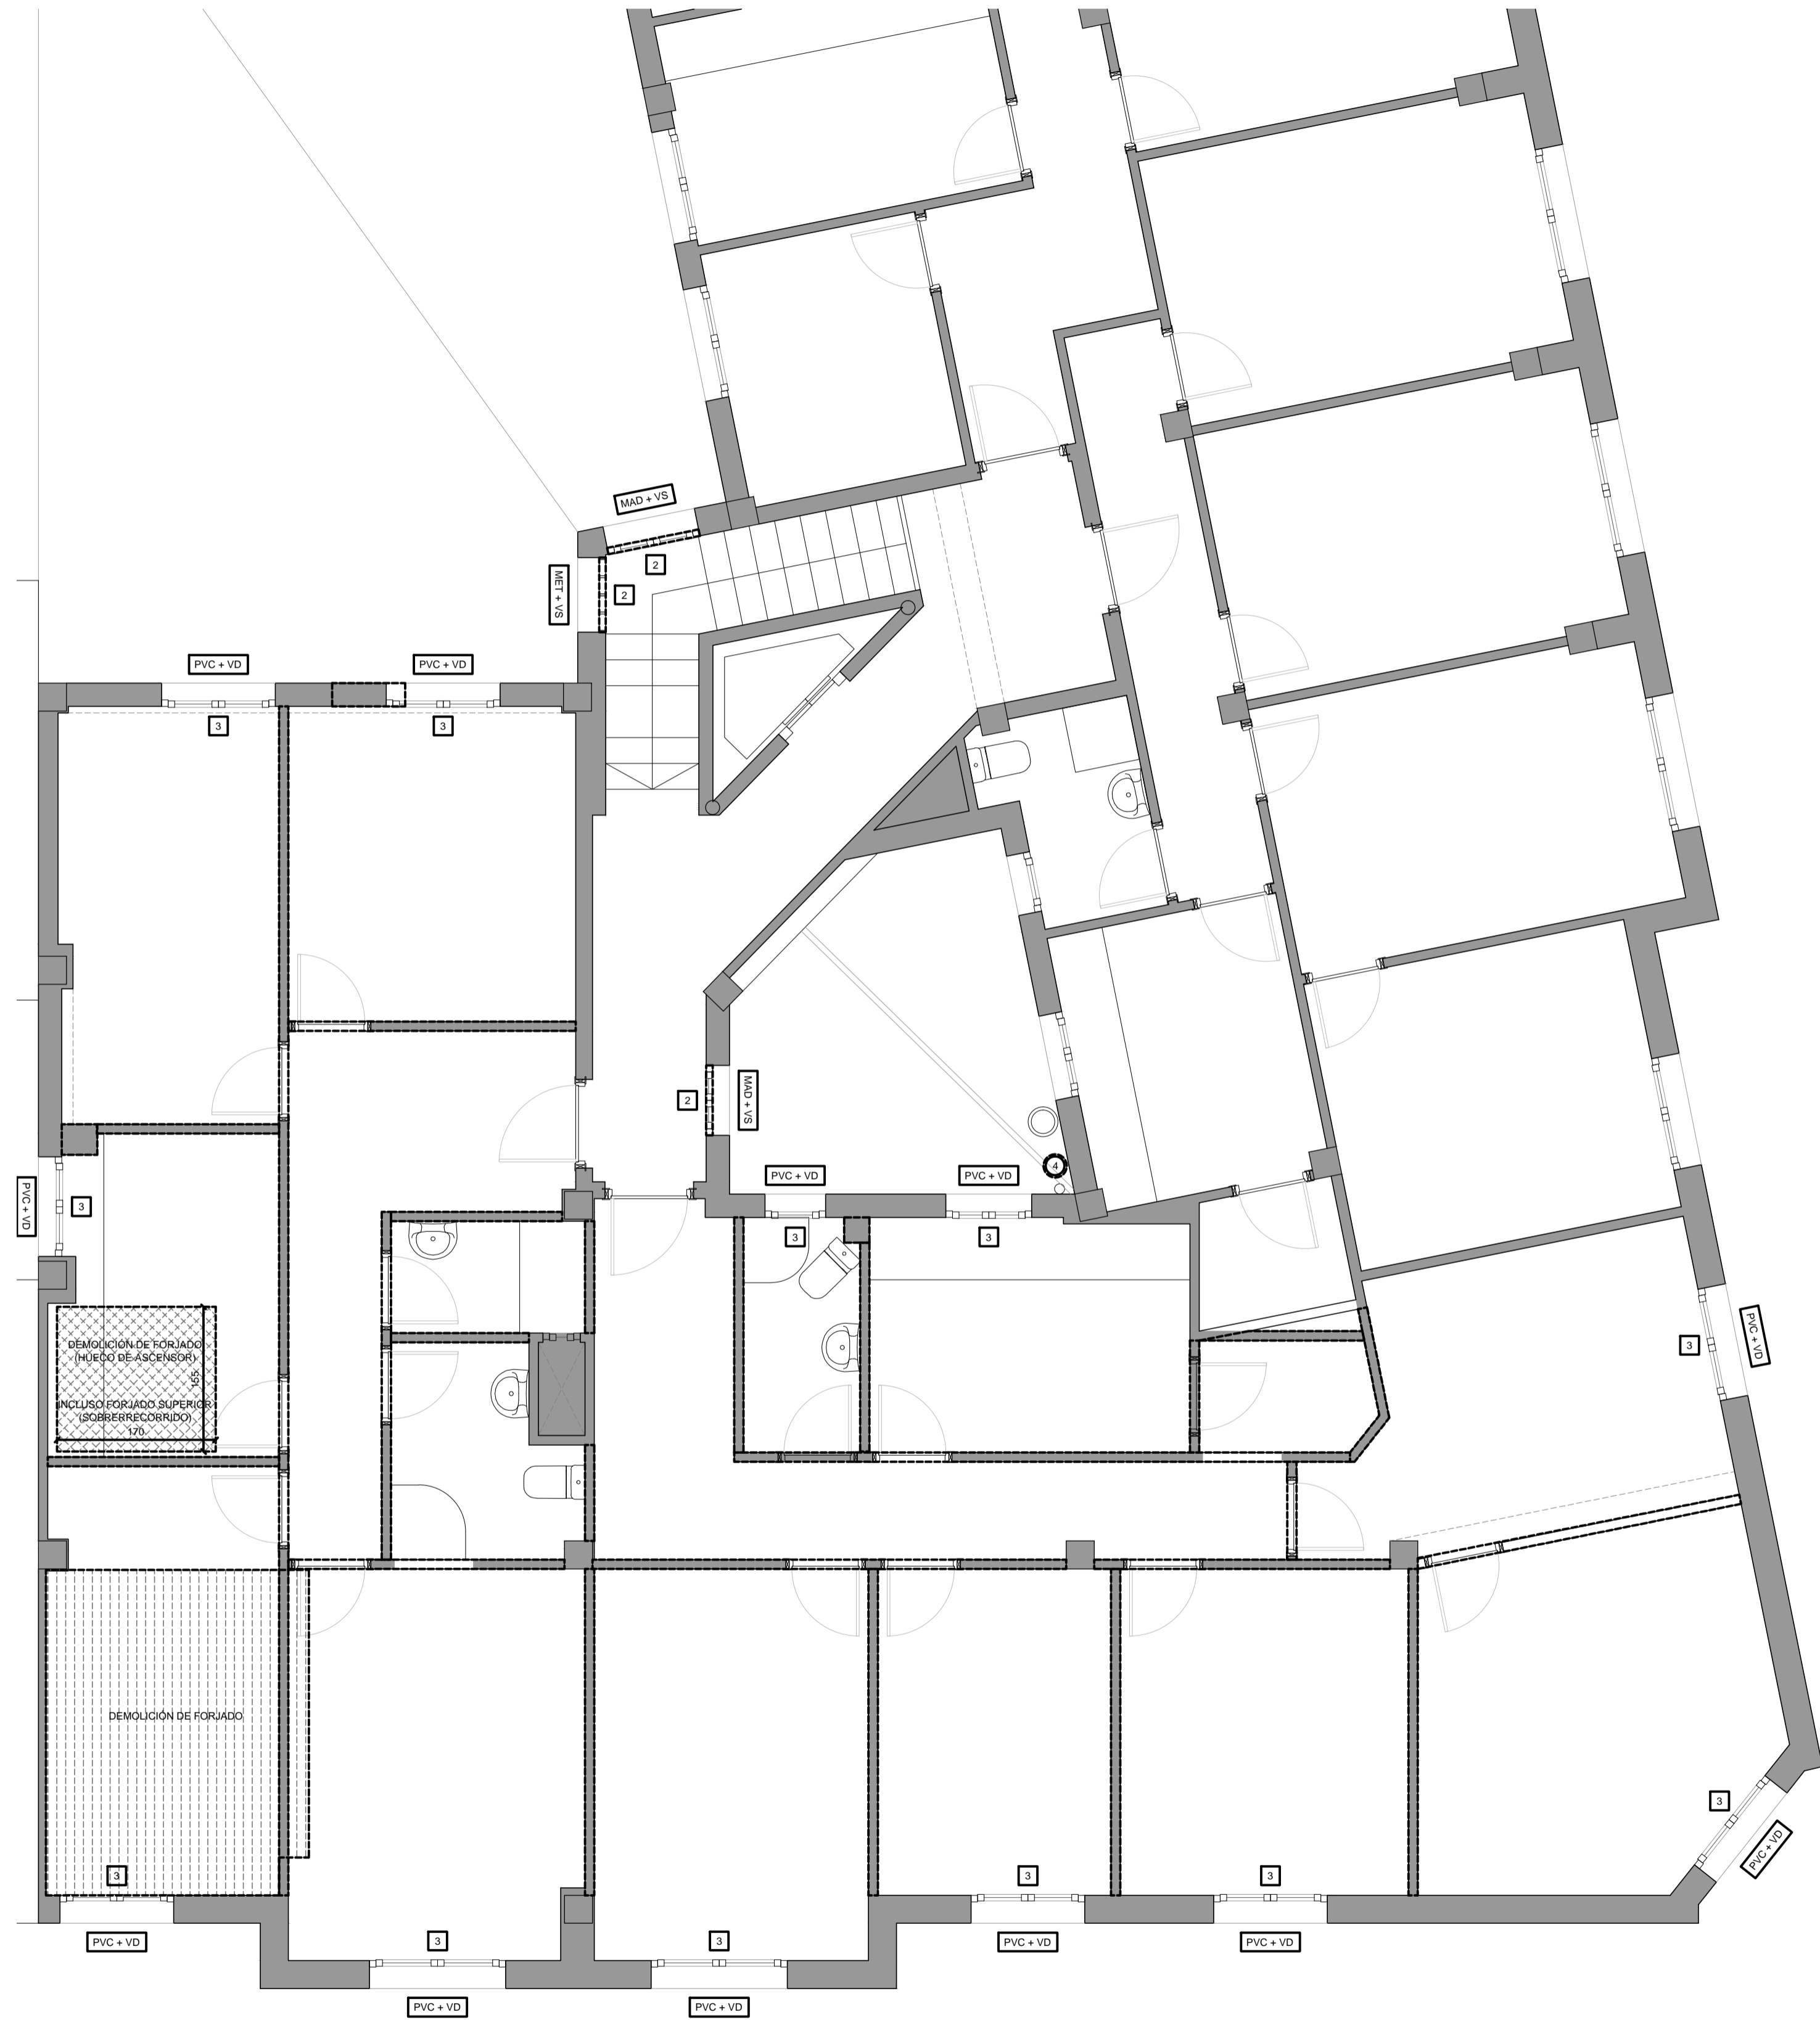 MAD + VS
2
MET + VS
2
PVC + VD
PVC + VD
3
3
2
MAD + VS
4
PVC + VD
PVC + VD
PVC + VD
3
3
3
DEMOLICIÓN DE FORJADO
(HUECO DE ASCENSOR)
155
INCLUSO FORJADO SUPERIOR
(SOBRERRECORRIDO)
170
3
PVC + VD
DEMOLICIÓN DE FORJADO
3
PVC + VD
3
3
3
PVC + VD
PVC + VD
PVC + VD
3
3
PVC + VD
PVC + VD